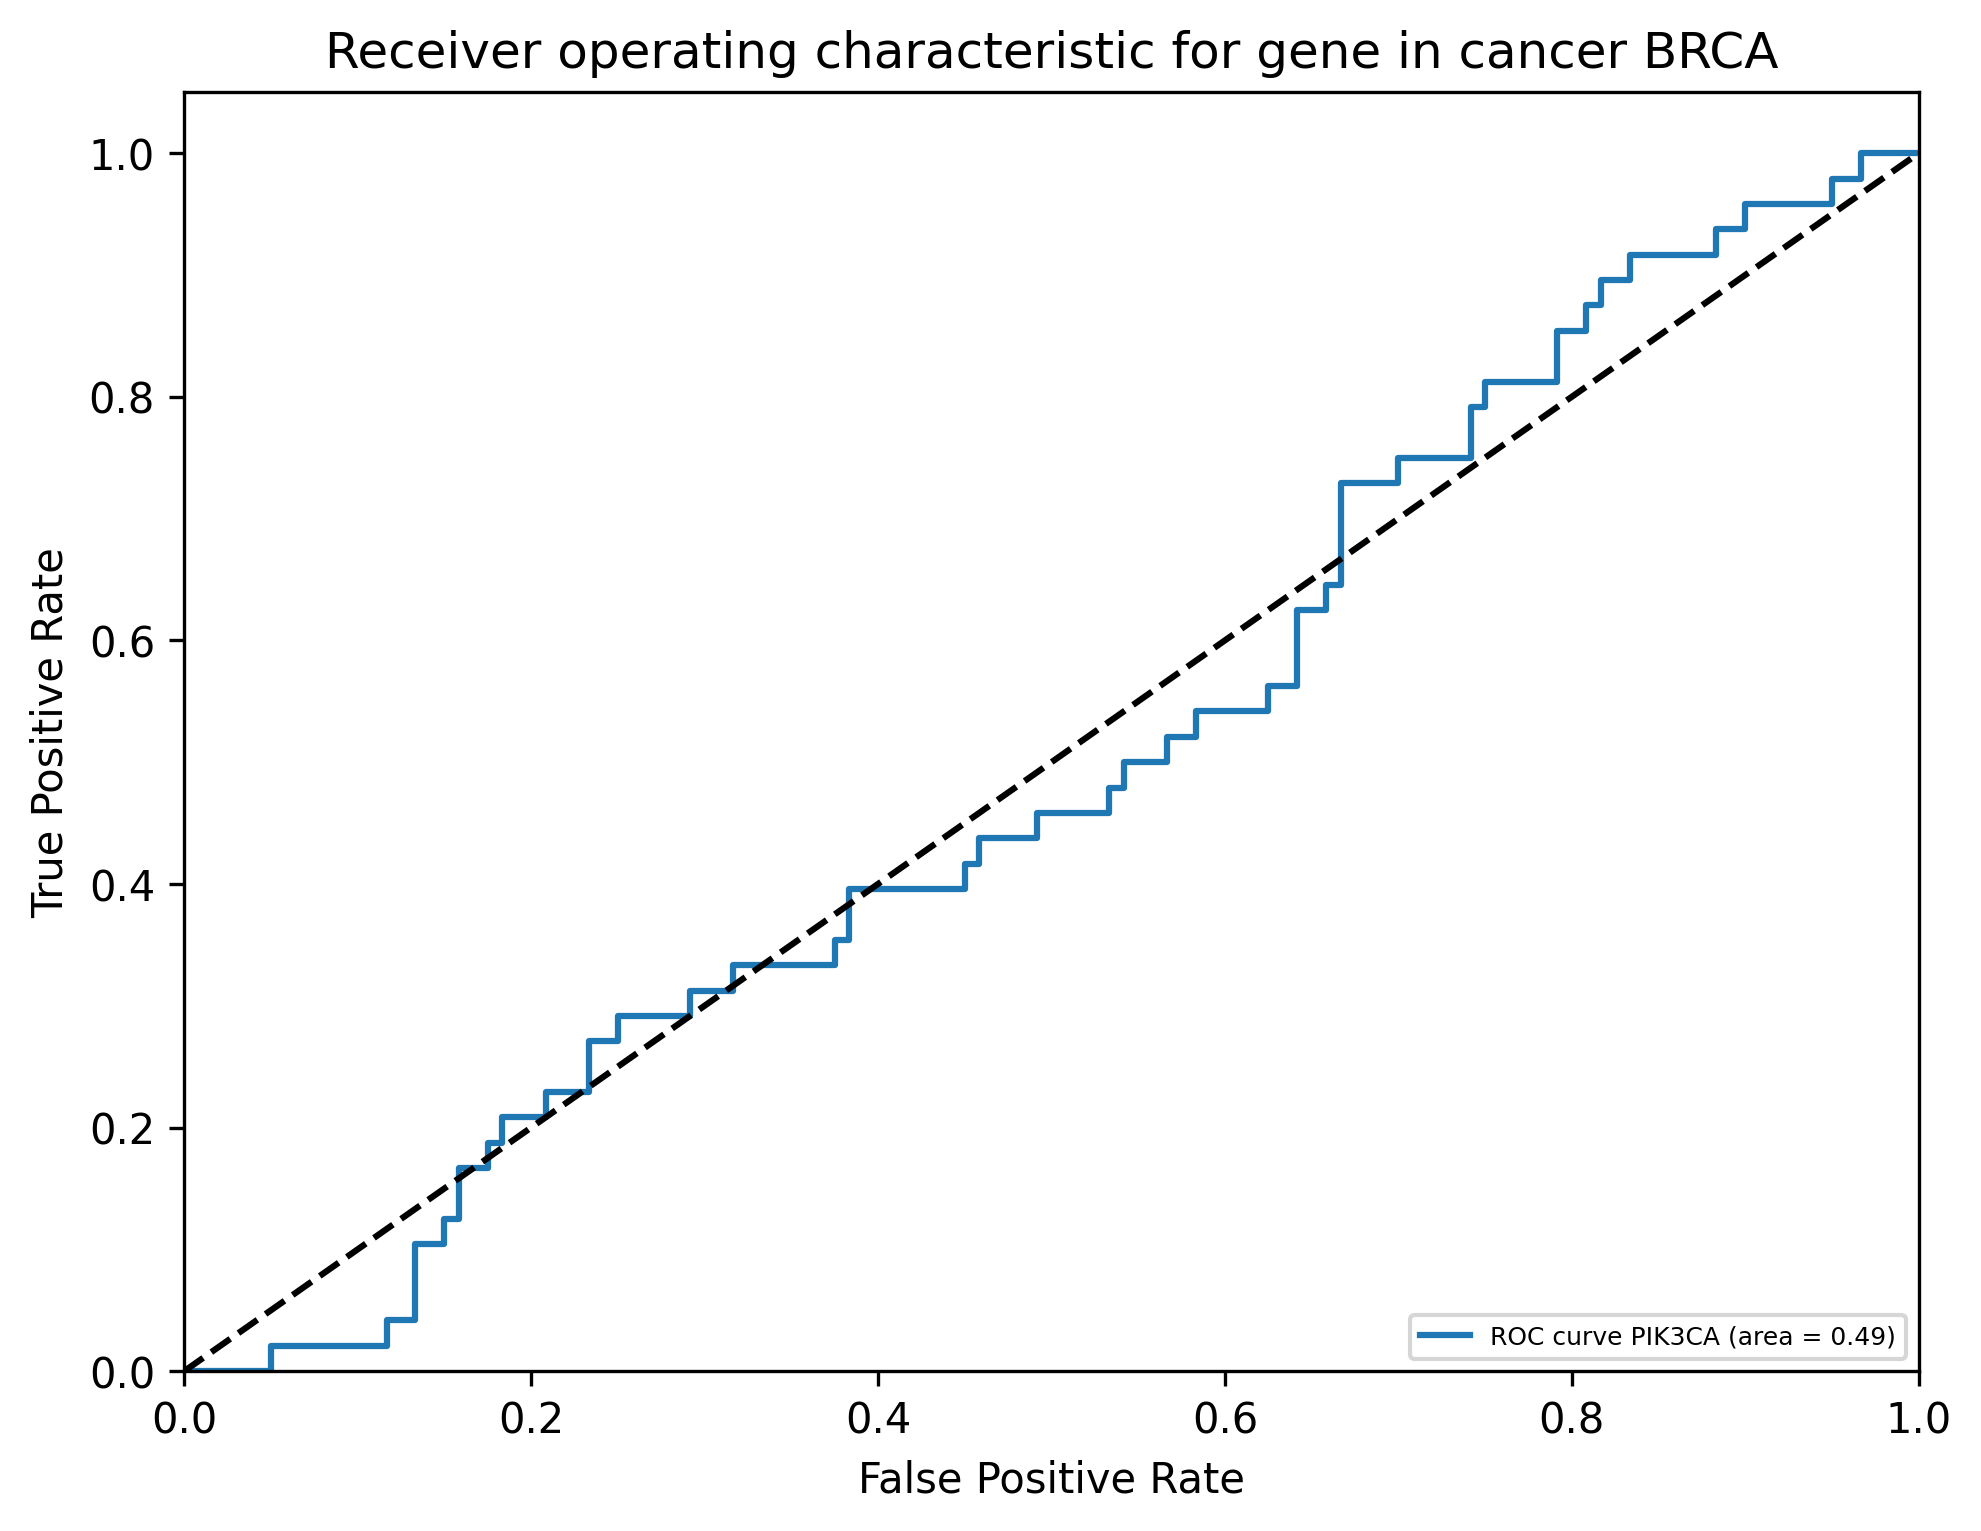 Receiver operating characteristic for gene in cancer BRCA
True Positive Rate
1.0
0.8
0.6
0.4
0.2
0.0
ROC curve PIK3CA (area = 0.49)
0.0 0.2 0.4 0.6 0.8 1.0
False Positive Rate